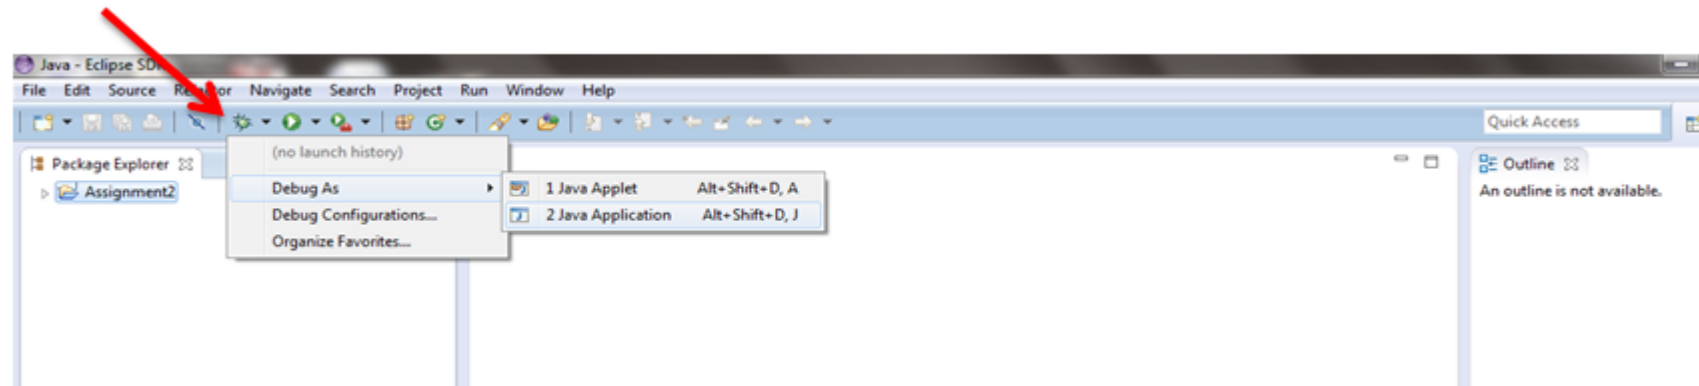 Java - Eclipse SD
File Edit Source Navigate Search Project Run Window Help
Quick Access
Package Explorer
Assignment2
(no launch history)
Debug As
Debug Configurations...
Organize Favorites...
1 Java Applet Alt+Shift+D, A
2 Java Application Alt+Shift+D, J
Outline
An outline is not available.